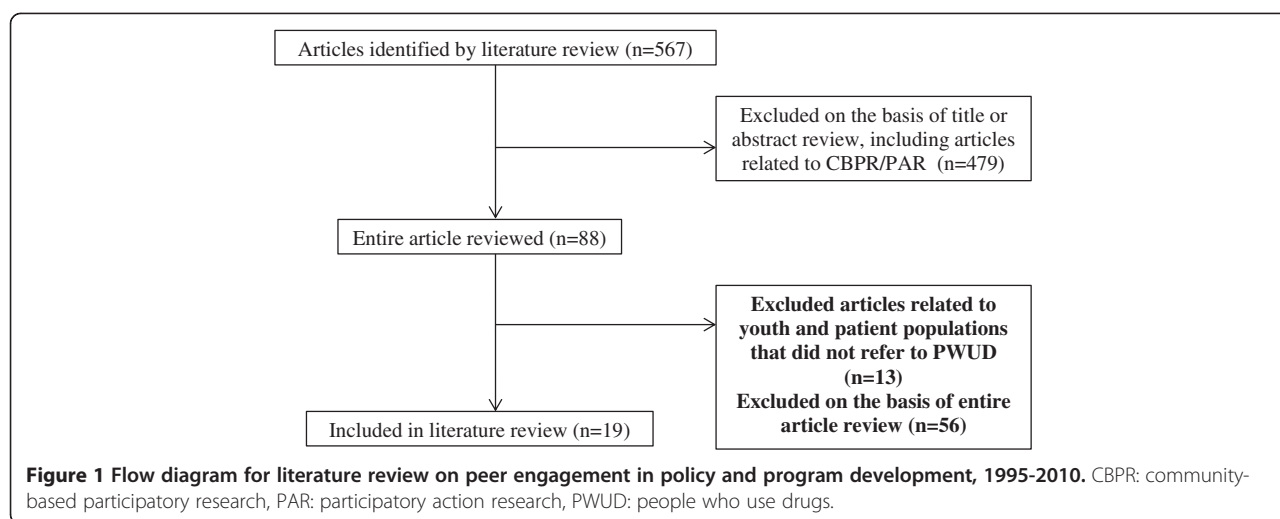 Articles identified by literature review (n=567)
Excluded on the basis of title or
abstract review, including articles
related to CBPR/PAR (n=479)
Entire article reviewed (n=88)
Excluded articles related to
youth and patient populations
that did not refer to PWUD
(n=13)
Excluded on the basis of entire
article review (n=56)
Included in literature review (n=19)
Figure 1 Flow diagram for literature review on peer engagement in policy and program development, 1995-2010. CBPR: community-
based participatory research, PAR: participatory action research, PWUD: people who use drugs.